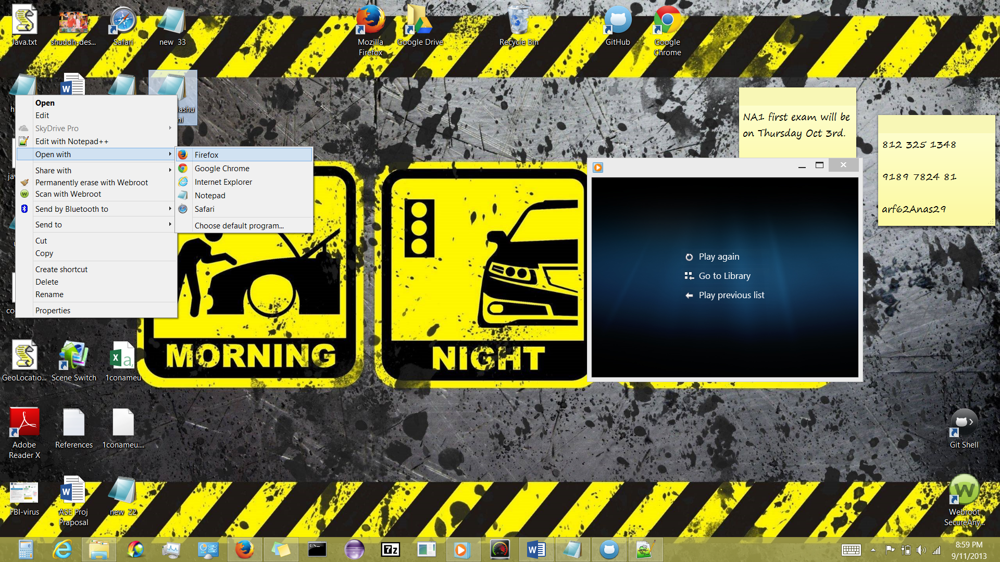 Java.txt
shuddh-des...
Safari
new 33
Mozilla
Firefox
Google Drive
Recycle Bin
GitHub
Google
Chrome
Open
Edit
SkyDrive Pro
Edit with Notepad++
Open with
Share with
Permanently erase with Webroot
Scan with Webroot
Send by Bluetooth to
Send to
Cut
Copy
Create shortcut
Delete
Rename
Properties
Firefox
Google Chrome
Internet Explorer
Notepad
Safari
Choose default program...
NA1 first exam will be
on Thursday Oct 3rd.
812 325 1348
9189 7824 81
arf62Anas29
Play again
Go to Library
Play previous list
MORNING
NIGHT
GeoLocatio...
Scene Switch
1conameu
Adobe
Reader X
References
1conameu....
Git Shell
FBI-virus
ASE Proj
Praposal
new 22
Webroot
SecureAny...
7z
8:59 PM
9/11/2013